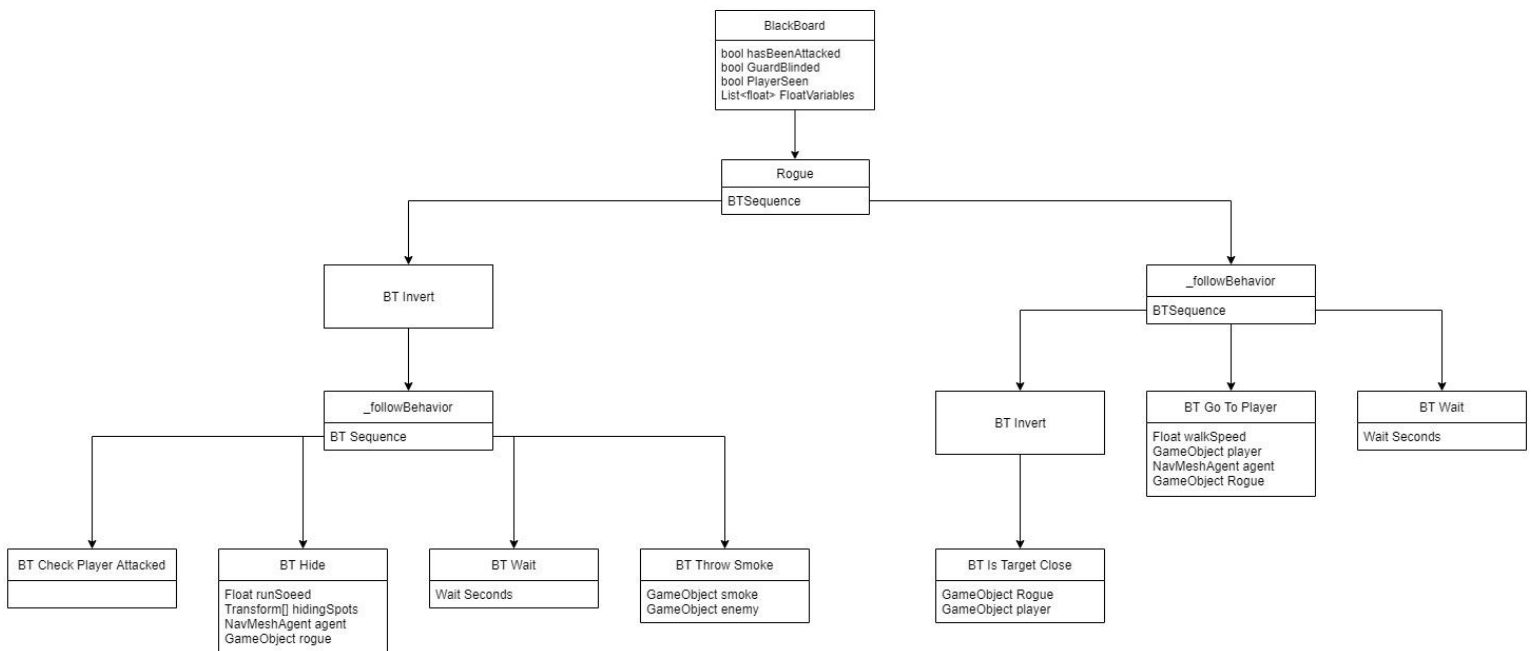 BlackBoard
bool hasBeenAttacked
bool GuardBlinded
bool PlayerSeen
List<float> FloatVariables
Rogue
BTSequence
BT Invert
_followBehavior
BTSequence
_followBehavior
BT Sequence
BT Invert
BT Go To Player
Float walkSpeed
GameObject player
NavMeshAgent agent
GameObject Rogue
BT Wait
Wait Seconds
BT Check Player Attacked
BT Hide
Float runSoeed
Transform[] hidingSpots
NavMeshAgent agent
GameObject rogue
BT Wait
Wait Seconds
BT Throw Smoke
GameObject smoke
GameObject enemy
BT Is Target Close
GameObject Rogue
GameObject player